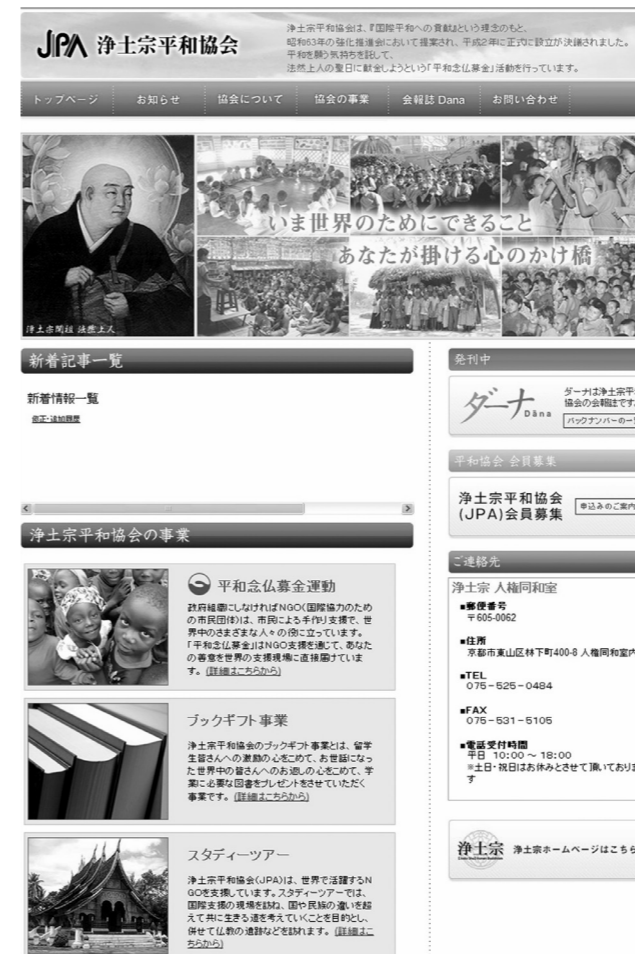 JPA 浄土宗平和協会
浄土宗平和協会は、『国際平和への貢献』という理念のもと、
昭和63年の強化推進会において提案され、平成2年に正式に設立が決議されました。
平和を願う気持ちを託して、
法然上人の聖日に献金しようという「平和念仏募金」活動を行っています。
トップページ
お知らせ
協会について
協会の事業
会報誌 Dana
お問い合わせ
いま世界のためにできること
あなたが掛ける心のかけ橋
浄土宗開祖 法然上人
新着記事一覧
新着情報一覧
修正・追加履歴
浄土宗平和協会の事業
平和念仏募金運動
政府組織にしなければNGO(国際協力のため
の市民団体)は、市民による手作り支援で、世
界中のさまざまな人々の役に立っています。
「平和念仏募金」はNGO支援を通じて、あなた
の善意を世界の支援現場に直接届けていま
す。(詳細はこちらから)
ブックギフト事業
浄土宗平和協会のブックギフト事業とは、留学
生皆さんへの激励の心をこめて、お世話になっ
た世界中の皆さんへのお返しの心をこめて、学
業に必要な図書をプレゼントをさせていただく
事業です。(詳細はこちらから)
スタディーツアー
浄土宗平和協会(JPA)は、世界で活躍するN
GOを支援しています。スタディーツアーでは、
国際支援の現場を訪ね、国や民族の違いを超
えて共に生きる道を考えていくことを目的とし、
併せて仏教の遺跡などを訪れます。(詳細はこ
ちらから)
発刊中
ダーナ Dāna
ダーナは浄土宗平
協会の会報誌です
バックナンバーの一
平和協会 会員募集
浄土宗平和協会
(JPA)会員募集
申込みのご案内
ご連絡先
浄土宗 人権同和室
■郵便番号
〒605-0062
■住所
京都市東山区林下町400-8 人権同和室内
■TEL
075-525-0484
■FAX
075-531-5105
■電話受付時間
平日 10:00～18:00
※土日・祝日はお休みとさせて頂いておりま
す
浄土宗 浄土宗ホームページはこちら